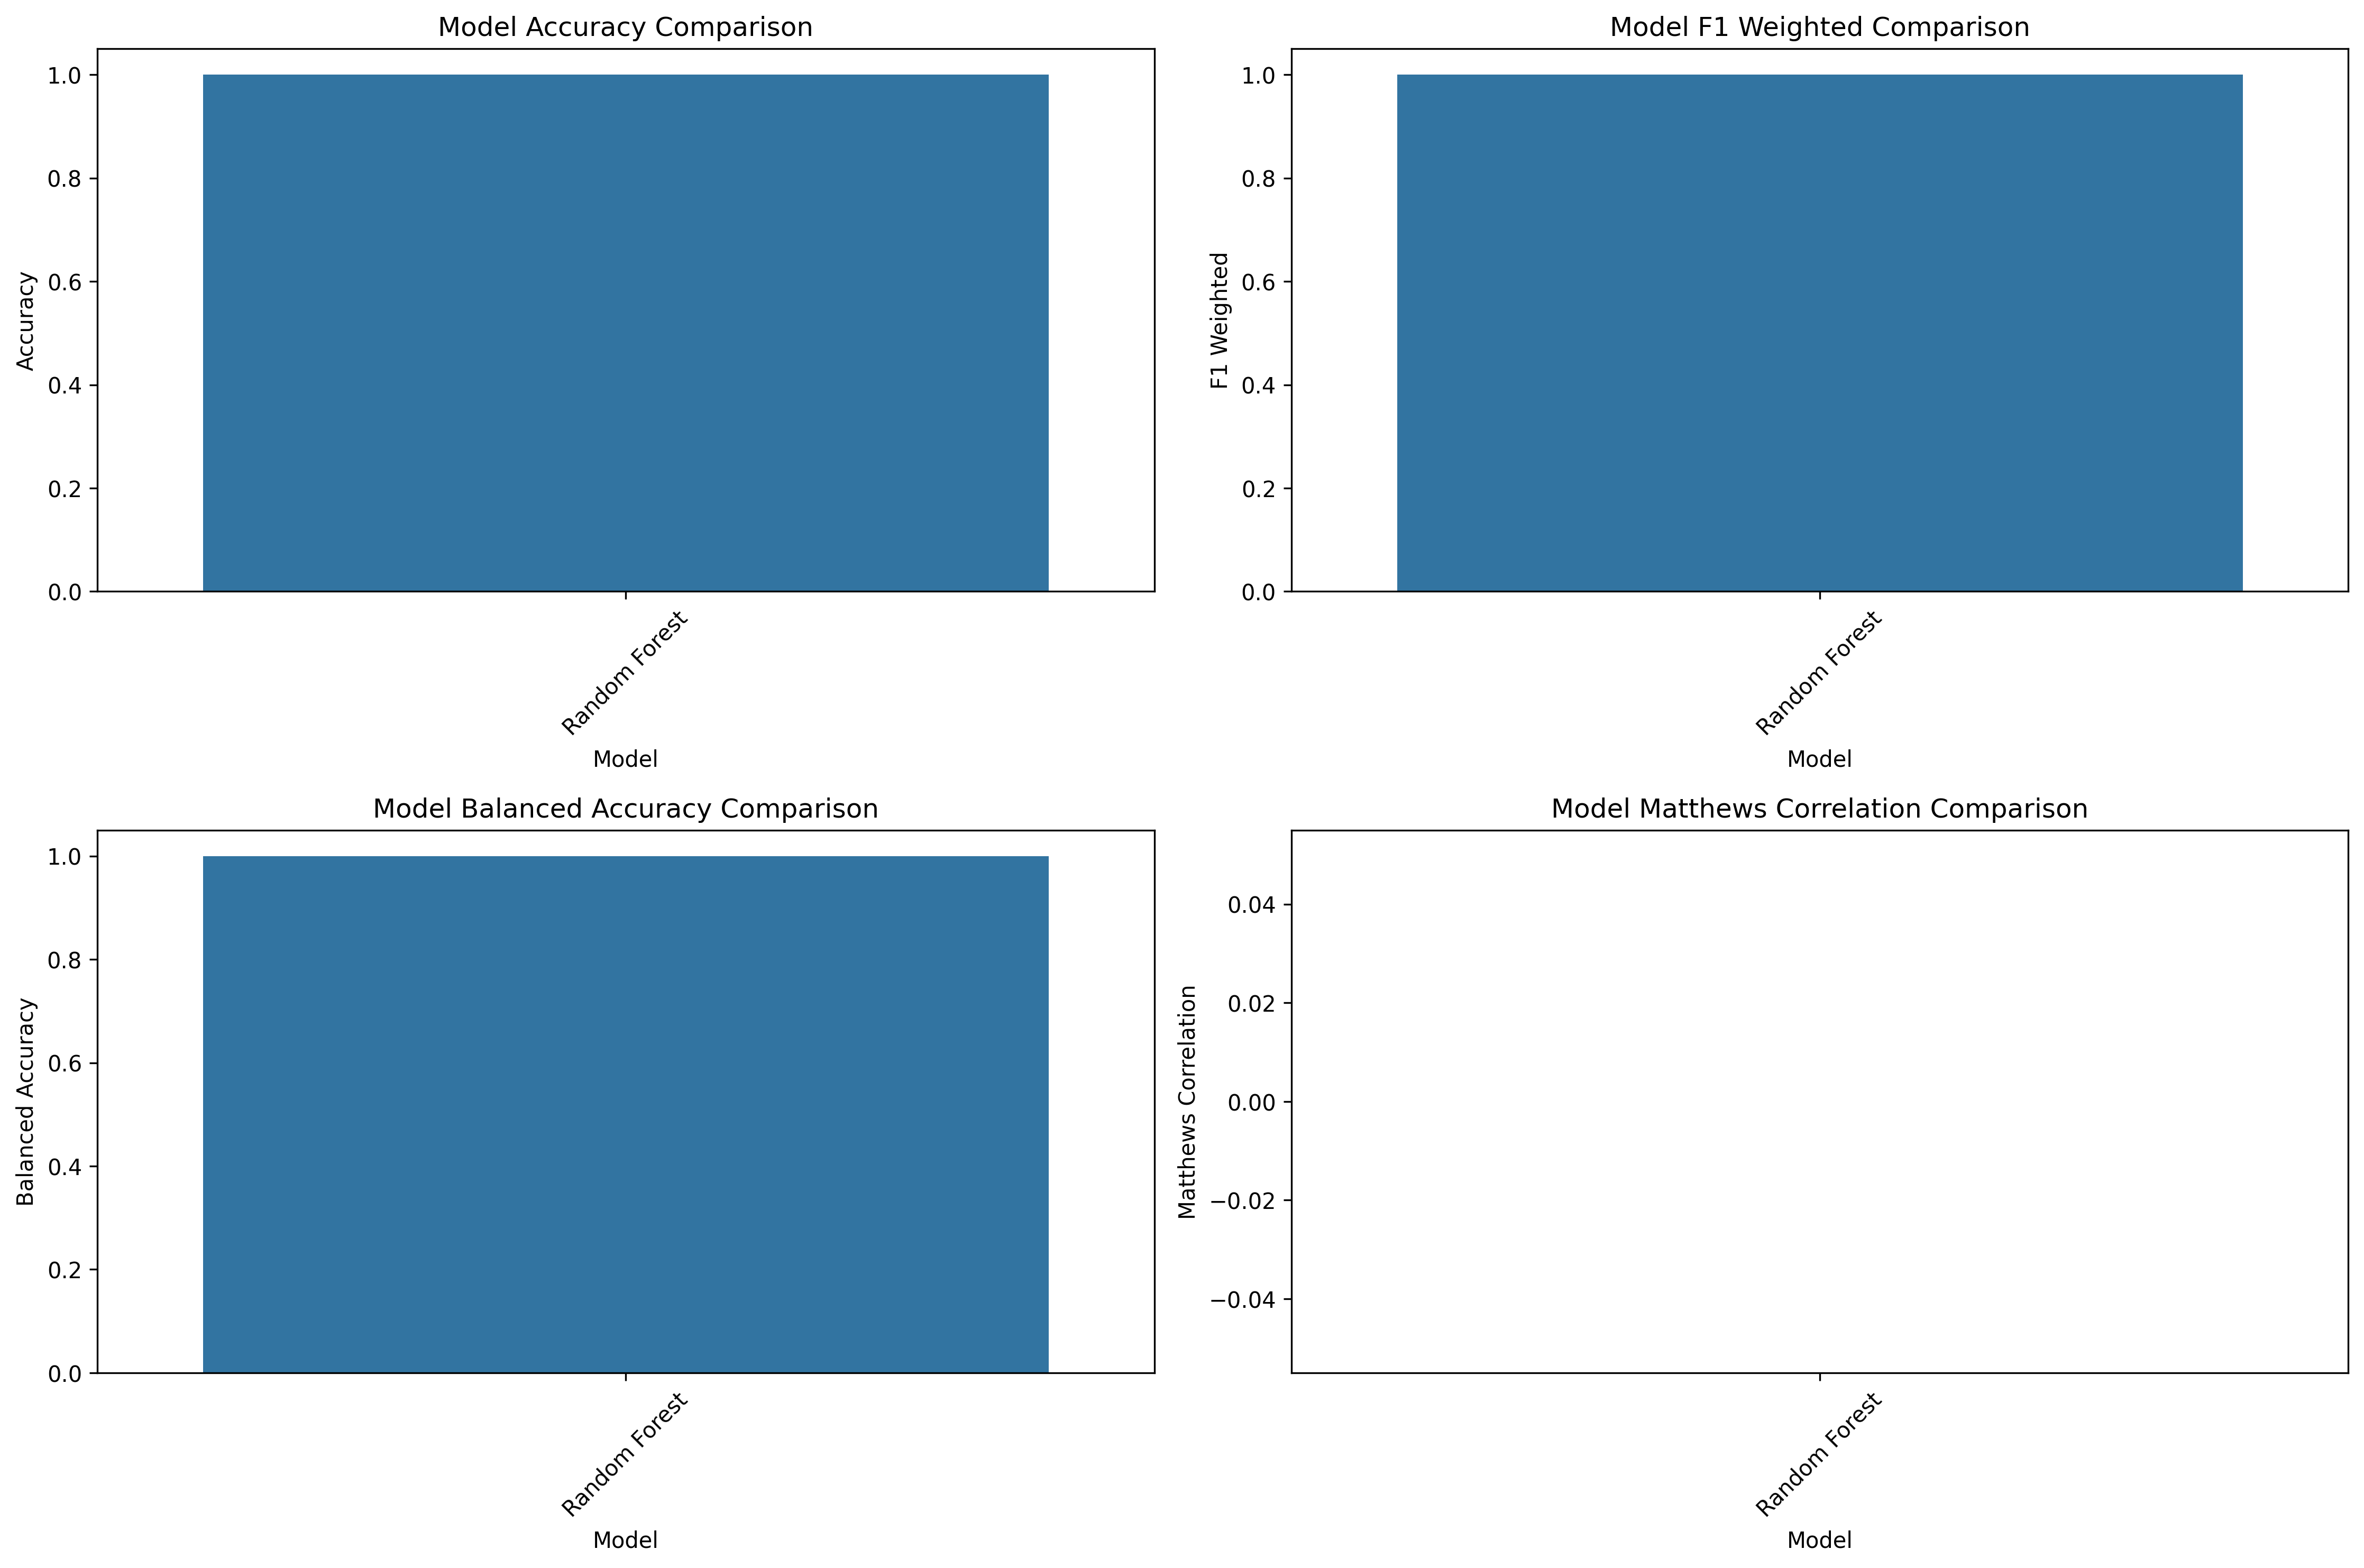 Model Accuracy Comparison
Accuracy
1.0
0.8
0.6
0.4
0.2
0.0
Random Forest
Model
Model F1 Weighted Comparison
F1 Weighted
1.0
0.8
0.6
0.4
0.2
0.0
Random Forest
Model
Model Balanced Accuracy Comparison
Balanced Accuracy
1.0
0.8
0.6
0.4
0.2
0.0
Random Forest
Model
Model Matthews Correlation Comparison
Matthews Correlation
0.04
0.02
0.00
−0.02
−0.04
Random Forest
Model